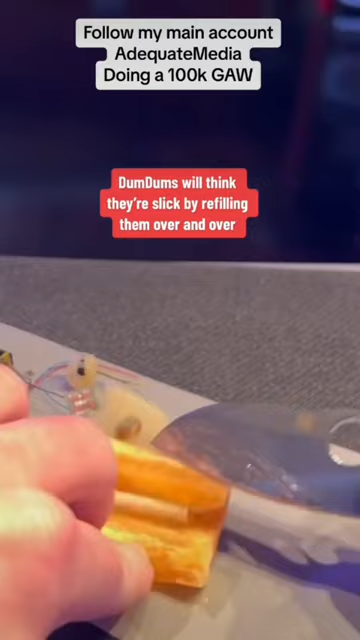 Follow my main account
AdequateMedia
Doing a 100k GAW
DumDums will think
they're slick by refilling
them over and over